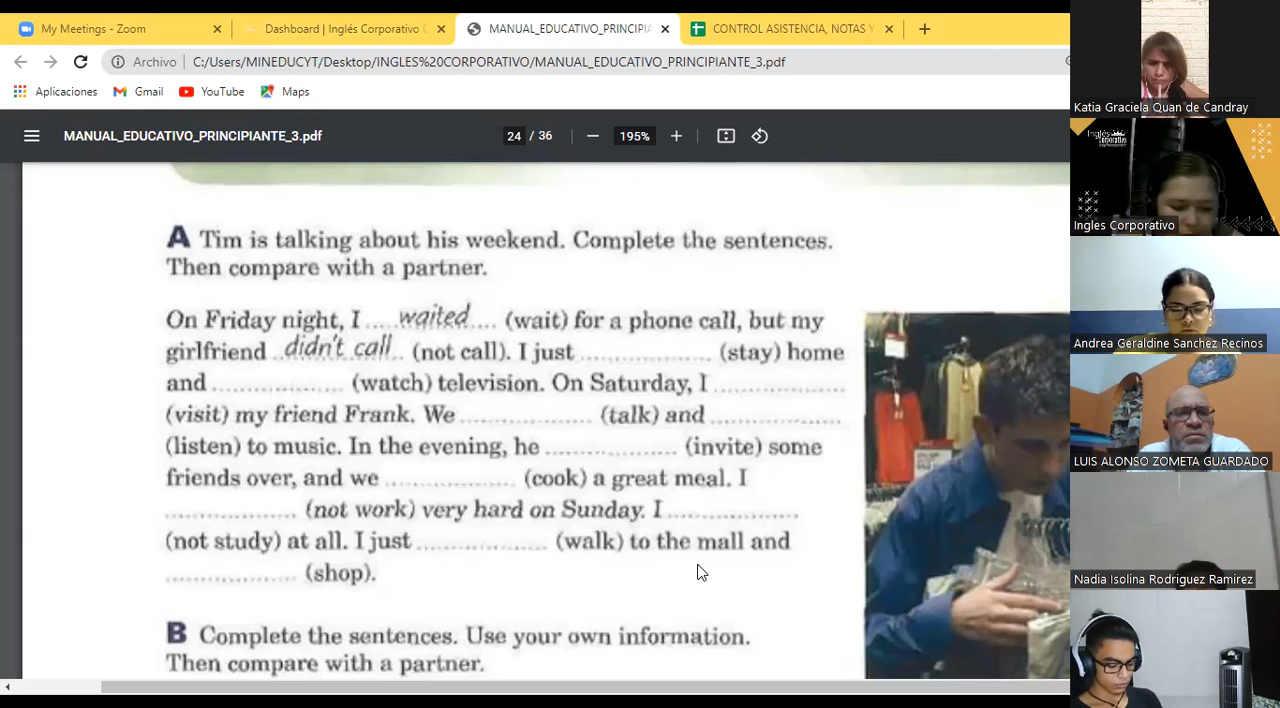 My Meetings - Zoom
Dashboard | Inglés Corporativo
MANUAL_EDUCATIVO_PRINCIPIA
CONTROL ASISTENCIA, NOTAS Y
Archivo
C:/Users/MINEDUCYT/Desktop/INGLES%20CORPORATIVO/MANUAL_EDUCATIVO_PRINCIPIANTE_3.pdf
Aplicaciones
Gmail
YouTube
Maps
MANUAL_EDUCATIVO_PRINCIPIANTE_3.pdf
24 / 36
195%
A Tim is talking about his weekend. Complete the sentences.
Then compare with a partner.
On Friday night, I ....waited.... (wait) for a phone call, but my
girlfriend ..didn't call.. (not call). I just .................... (stay) home
and .................... (watch) television. On Saturday, I ....................
(visit) my friend Frank. We .................... (talk) and ....................
(listen) to music. In the evening, he .................... (invite) some
friends over, and we .................... (cook) a great meal. I
.................... (not work) very hard on Sunday. I ....................
(not study) at all. I just .................... (walk) to the mall and
.................... (shop).
B Complete the sentences. Use your own information.
Then compare with a partner.
Katia Graciela Quan de Candray
Inglés
Corporativo
Ingles Corporativo
Andrea Geraldine Sanchez Recinos
LUIS ALONSO ZOMETA GUARDADO
Nadia Isolina Rodriguez Ramirez